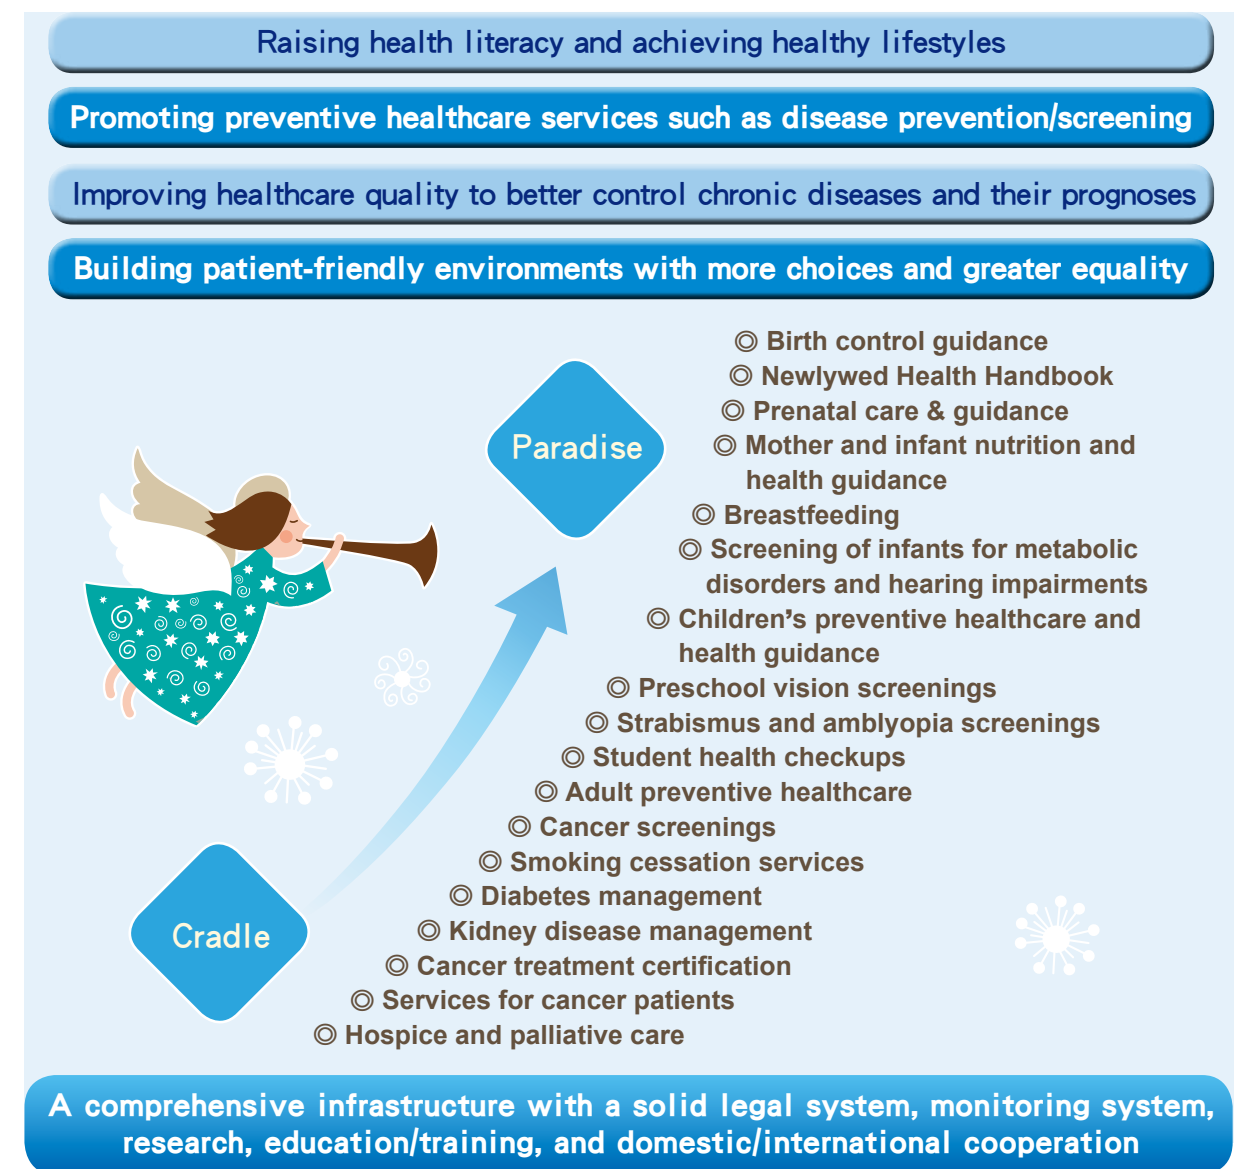 Raising health literacy and achieving healthy lifestyles
Promoting preventive healthcare services such as disease prevention/screening
Improving healthcare quality to better control chronic diseases and their prognoses
Building patient-friendly environments with more choices and greater equality
◎ Birth control guidance
◎ Newlywed Health Handbook
◎ Prenatal care & guidance
Paradise
◎ Mother and infant nutrition and
health guidance
◎ Breastfeeding
◎ Screening of infants for metabolic
disorders and hearing impairments
◎ Children’s preventive healthcare and
health guidance
◎ Preschool vision screenings
◎ Strabismus and amblyopia screenings
◎ Student health checkups
◎ Adult preventive healthcare
◎ Cancer screenings
◎ Smoking cessation services
◎ Diabetes management
Cradle
◎ Kidney disease management
◎ Cancer treatment certification
◎ Services for cancer patients
◎ Hospice and palliative care
A comprehensive infrastructure with a solid legal system, monitoring system,
research, education/training, and domestic/international cooperation